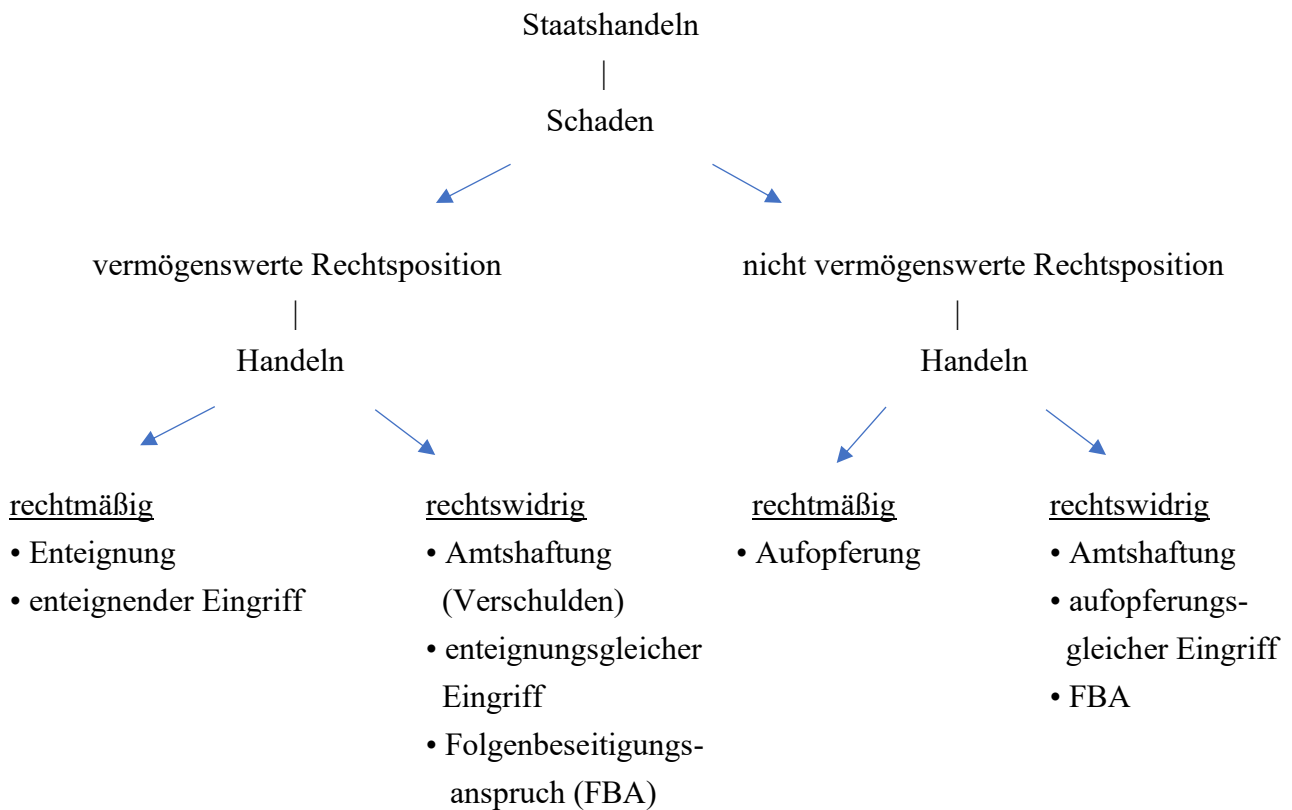 Staatshandeln
|
Schaden
vermögenswerte Rechtsposition
|
Handeln
rechtmäßig
• Enteignung
• enteignender Eingriff
rechtswidrig
• Amtshaftung
(Verschulden)
• enteignungsgleicher
Eingriff
• Folgenbeseitigungs-
anspruch (FBA)
nicht vermögenswerte Rechtsposition
|
Handeln
rechtmäßig
• Aufopferung
rechtswidrig
• Amtshaftung
• aufopferungs-
gleicher Eingriff
• FBA